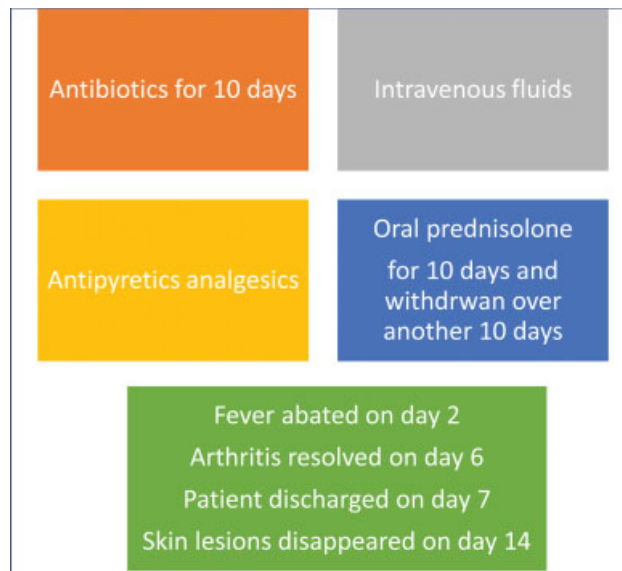 Antibiotics for 10 days
Intravenous fluids
Antipyretics analgesics
Oral prednisolone
for 10 days and
withdrwan over
another 10 days
Fever abated on day 2
Arthritis resolved on day 6
Patient discharged on day 7
Skin lesions disappeared on day 14